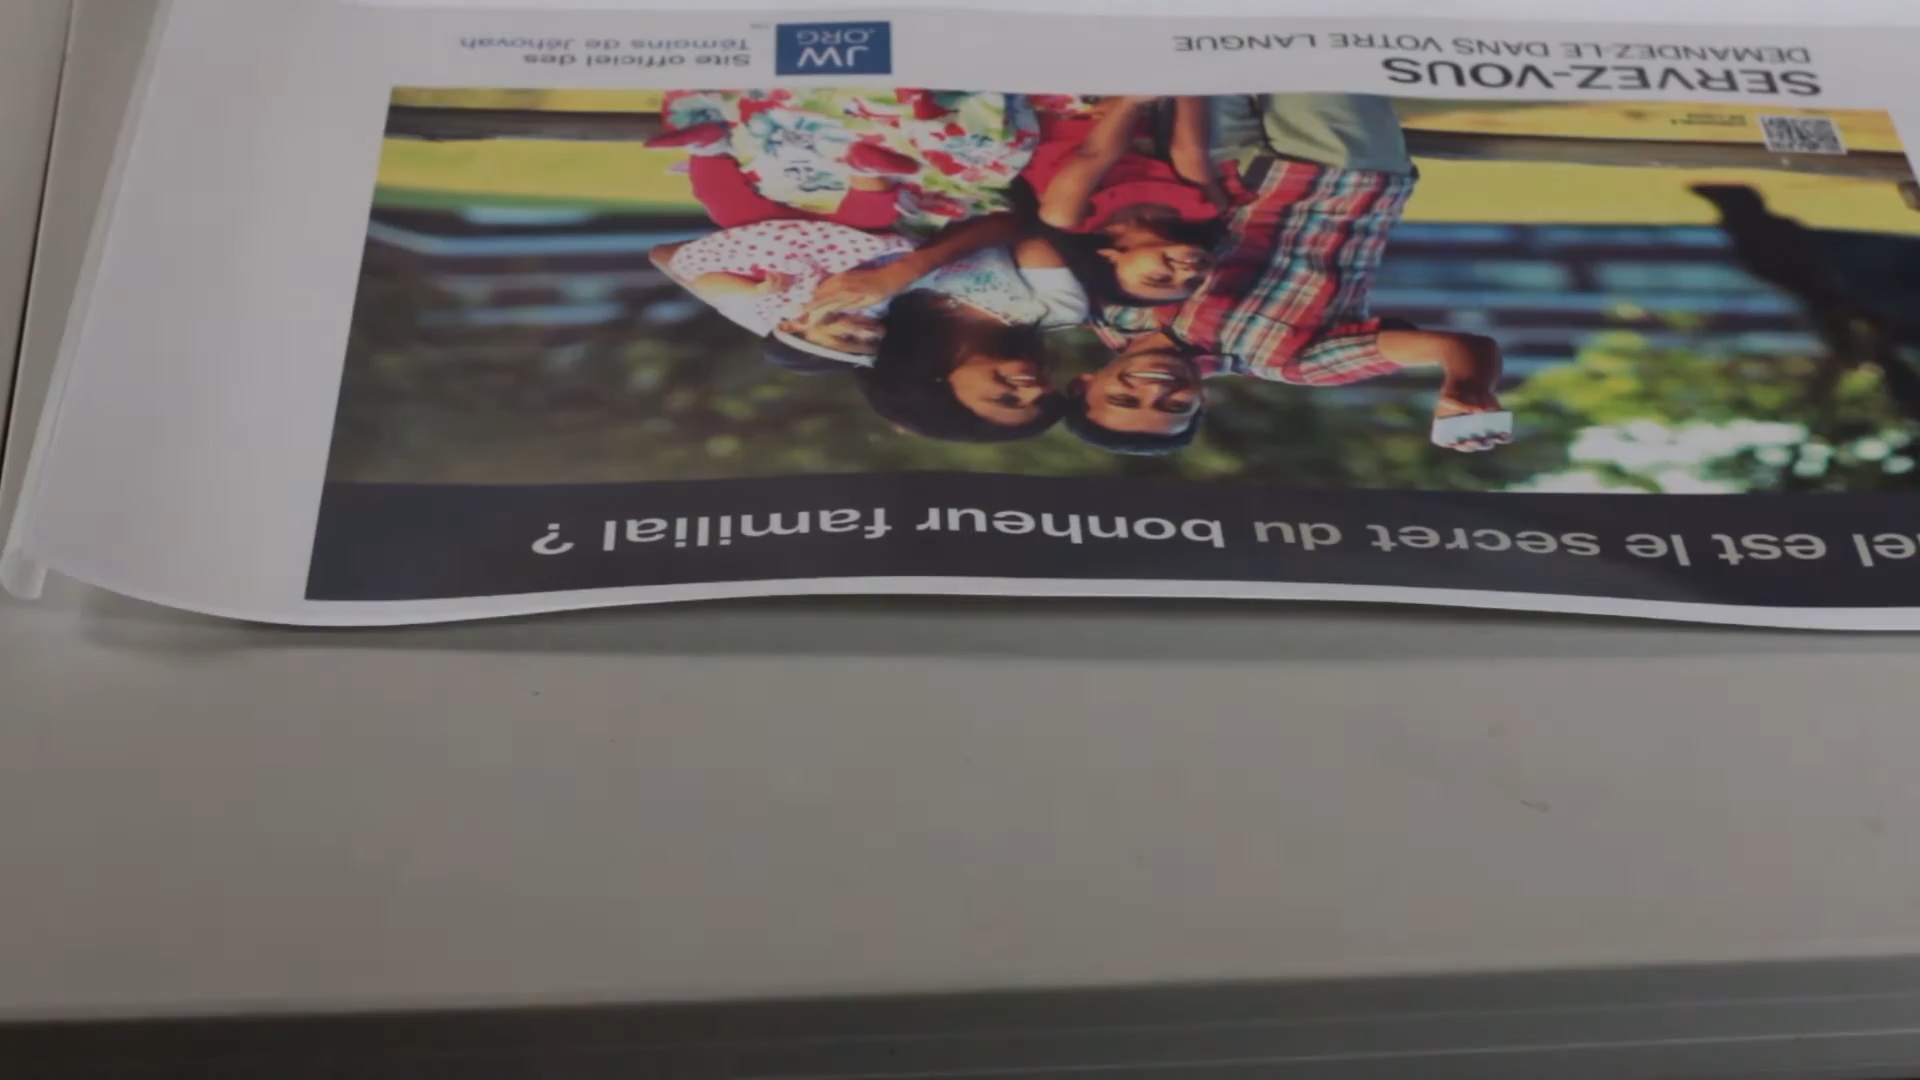 el est le secret du bonheur familial ?
SERVEZ-VOUS
DEMANDEZ-LE DANS VOTRE LANGUE
JW
.ORG
Site officiel des
Témoins de Jéhovah